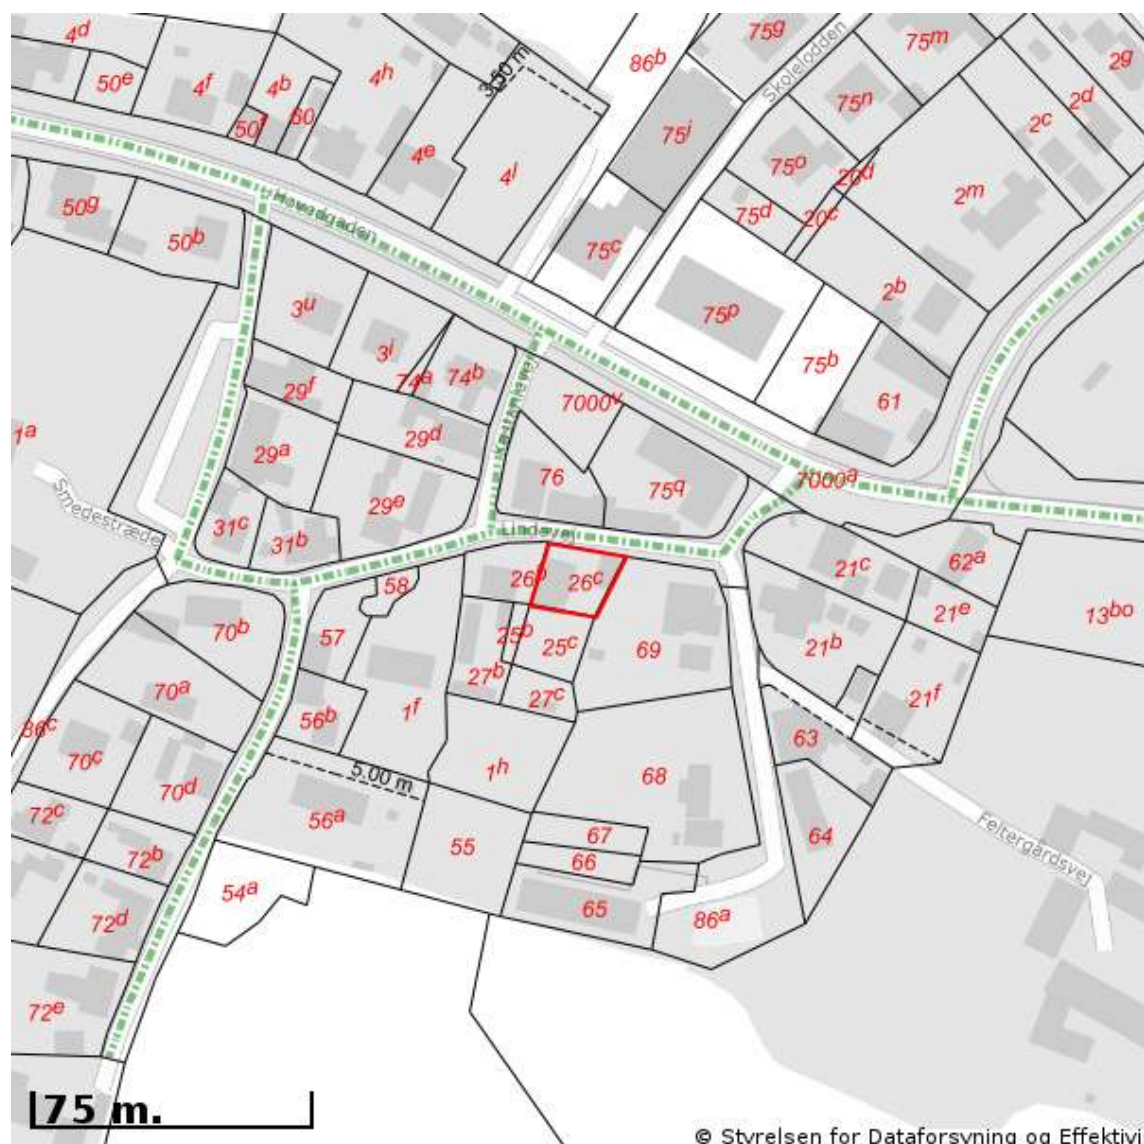 4d
50e
4f
4b
50f
60
4h
3,50 m
4e
4l
86b
75g
Skolelodden
75m
2g
2d
2c
75n
75i
75o
20d
2m
75d
20c
50g
50b
Hovedgaden
75c
2b
3u
3i
75p
74a
74b
75b
29f
7000v
61
29d
1a
29a
76
75q
7000a
29e
Smedestræde
31c
31b
Lindevej
26b
26c
21c
62a
58
21e
13bo
70b
57
25b
25c
69
21b
27b
27c
21f
70a
86c
56b
1f
63
70c
1h
68
5.00 m
70d
72c
56a
67
64
Feltergårdsvej
72b
55
66
54a
65
86a
72d
72e
75 m.
© Styrelsen for Dataforsyning og Effektivi